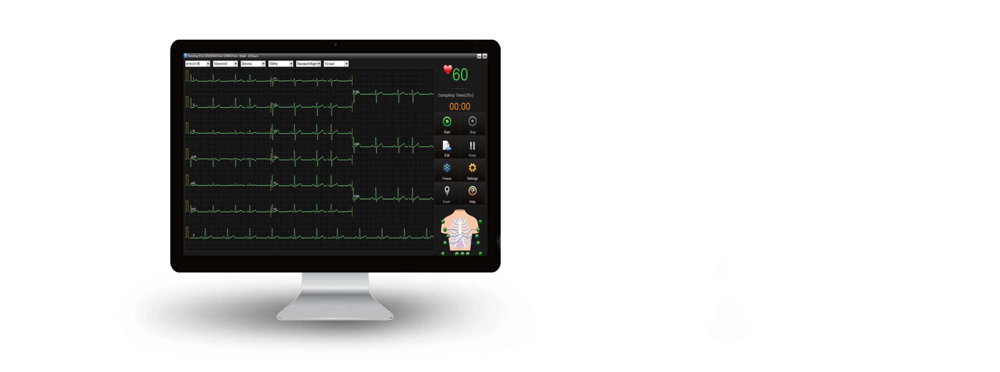 Resting ECG ID:DEMOTest DEMOTest Male 12Years
6+6+3+1R 10mm/mV 25mm/s 100Hz Standard+Right 15-lead
60
Sampling Time(20s)
00:00
Start Stop
Edit Keep
Freeze Settings
Event Help
I V1
V3R
II V2
III V3
V4R
aVR V4
aVL V5
V5R
aVF V6
II